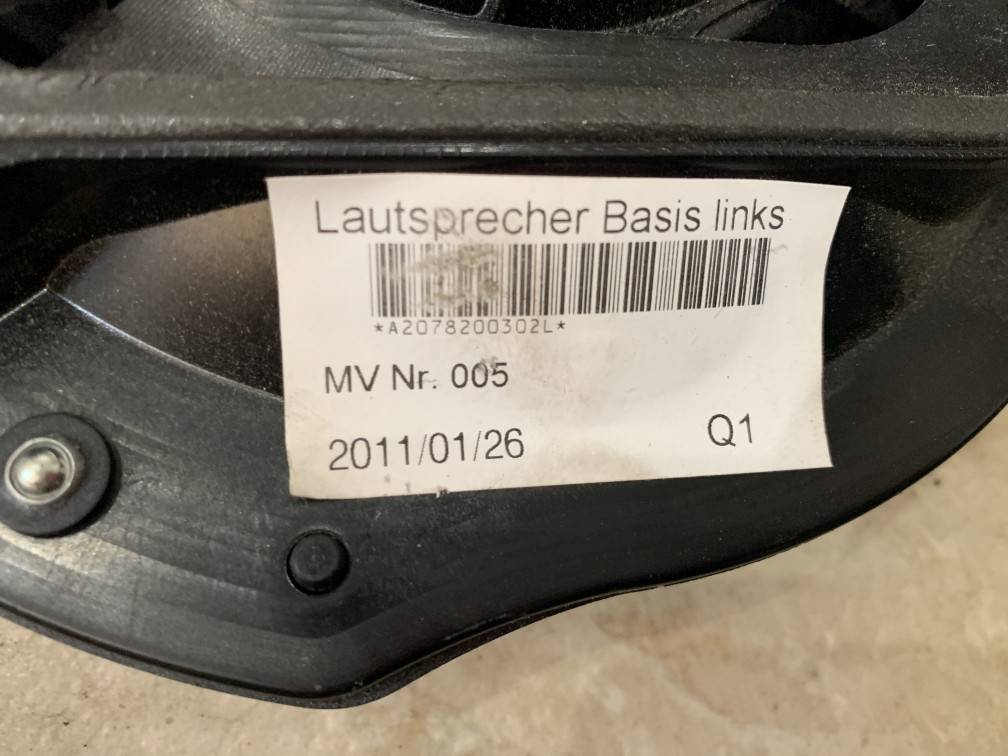 Lautsprecher Basis links
*A2078200302L*
MV Nr. 005
2011/01/26
Q1